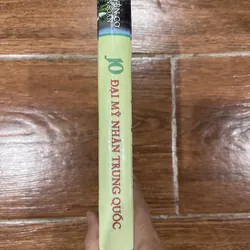 10 ĐẠI MỸ NHÂN TRUNG QUỐC